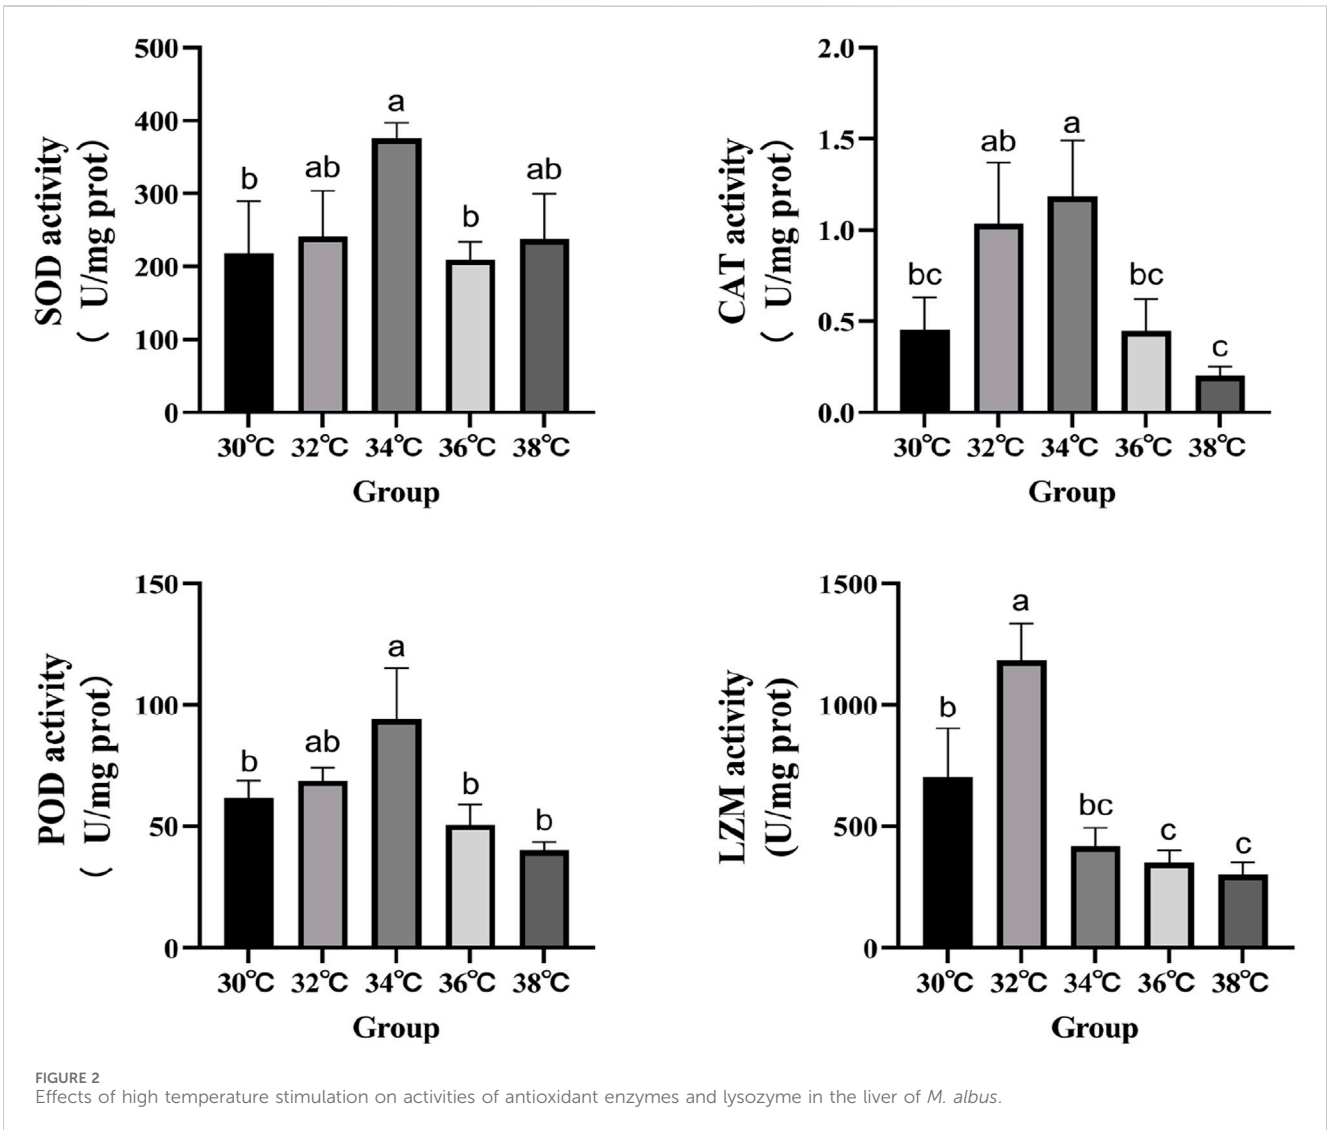 500
400
300
200
100
0
SOD activity
( U/mg prot)
b
ab
a
b
ab
30℃ 32℃ 34℃ 36℃ 38℃
Group
2.0
1.5
1.0
0.5
0.0
CAT activity
( U/mg prot)
bc
ab
a
bc
c
30℃ 32℃ 34℃ 36℃ 38℃
Group
150
100
50
0
POD activity
( U/mg prot)
b
ab
a
b
b
30℃ 32℃ 34℃ 36℃ 38℃
Group
1500
1000
500
0
LZM activity
(U/mg prot)
b
a
bc
c
c
30℃ 32℃ 34℃ 36℃ 38℃
Group
FIGURE 2
Effects of high temperature stimulation on activities of antioxidant enzymes and lysozyme in the liver of M. albus.